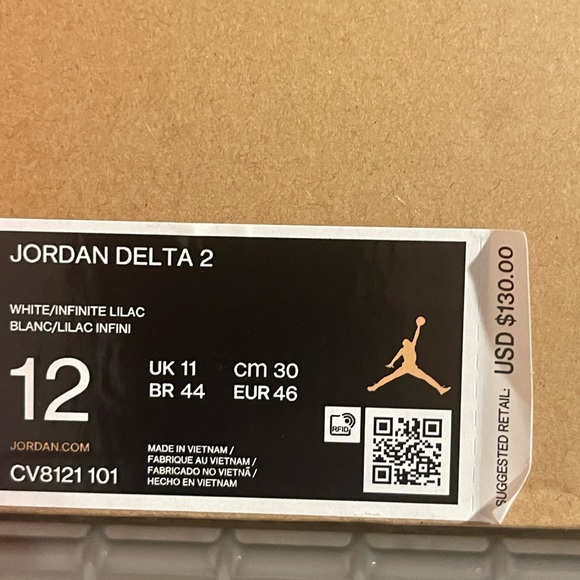 JORDAN DELTA 2
WHITE/INFINITE LILAC
BLANC/LILAC INFINI
12
UK 11 cm 30
BR 44 EUR 46
RFID
JORDAN.COM
CV8121 101
MADE IN VIETNAM /
FABRIQUE AU VIETNAM /
FABRICADO NO VIETNÃ /
HECHO EN VIETNAM
SUGGESTED RETAIL: USD $130.00